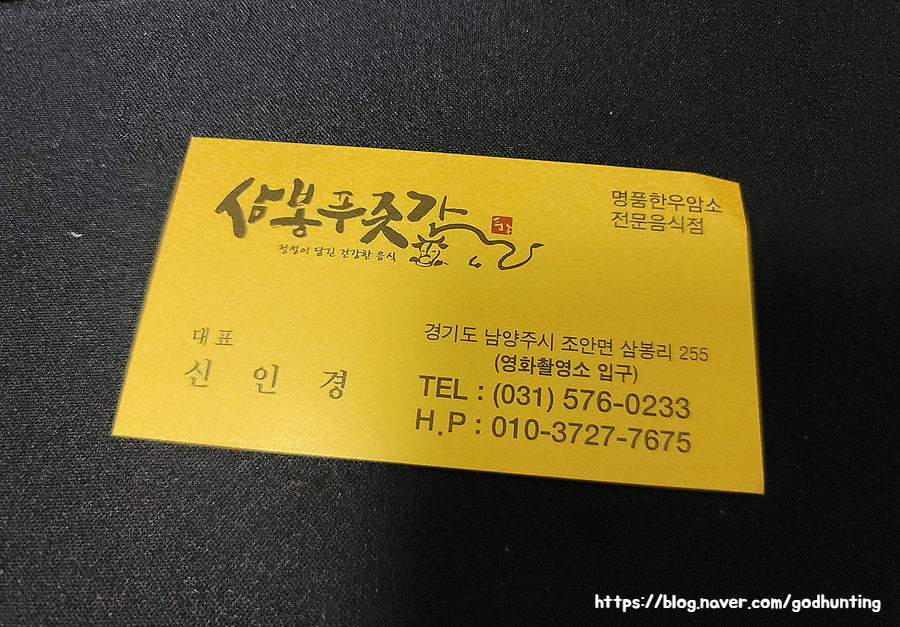 삼봉푸줏간
정성이 담긴 건강한 음식
명품한우암소
전문음식점
대표
신인경
경기도 남양주시 조안면 삼봉리 255
(영화촬영소 입구)
TEL : (031) 576-0233
H.P : 010-3727-7675
https://blog.naver.com/godhunting